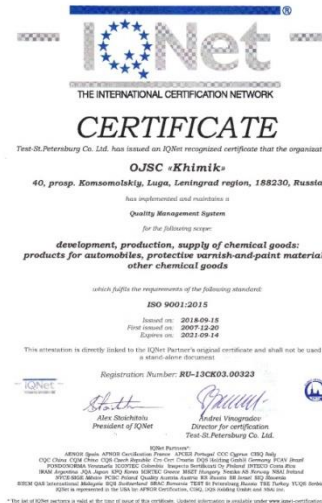 ®
IQNet
THE INTERNATIONAL CERTIFICATION NETWORK
CERTIFICATE
Test-St.Petersburg Co. Ltd. has issued an IQNet recognized certificate that the organizat
OJSC «Khimik»
40, prosp. Komsomolskiy, Luga, Leningrad region, 188230, Russia
has implemented and maintains a
Quality Management System
for the following scope:
development, production, supply of chemical goods:
products for automobiles, protective varnish-and-paint material
other chemical goods
which fulfils the requirements of the following standard:
ISO 9001:2015
Issued on: 2018-09-15
First issued on: 2007-12-20
Expires on: 2021-09-14
This attestation is directly linked to the IQNet Partner's original certificate and shall not be used
a stand-alone document
Registration Number: RU-13CK03.00323
IQNet
Alex Stoichitoiu
President of IQNet
Andrei Vinogradov
Director for certification
Test-St.Petersburg Co. Ltd.